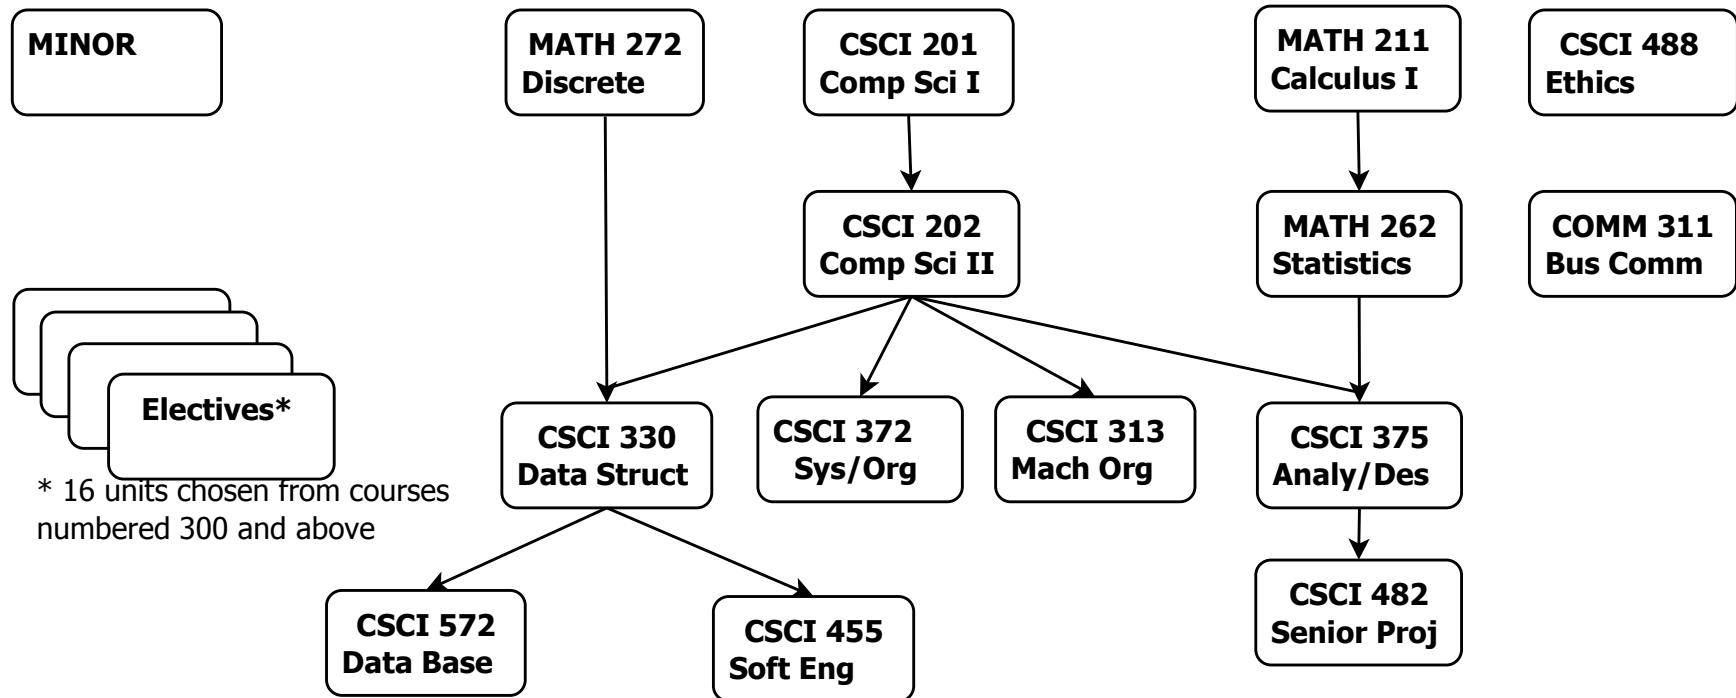 MINOR
MATH 272
Discrete
CSCI 201
Comp Sci I
MATH 211
Calculus I
CSCI 488
Ethics
CSCI 202
Comp Sci II
MATH 262
Statistics
COMM 311
Bus Comm
Electives*
* 16 units chosen from courses
numbered 300 and above
CSCI 330
Data Struct
CSCI 372
Sys/Org
CSCI 313
Mach Org
CSCI 375
Analy/Des
CSCI 572
Data Base
CSCI 455
Soft Eng
CSCI 482
Senior Proj